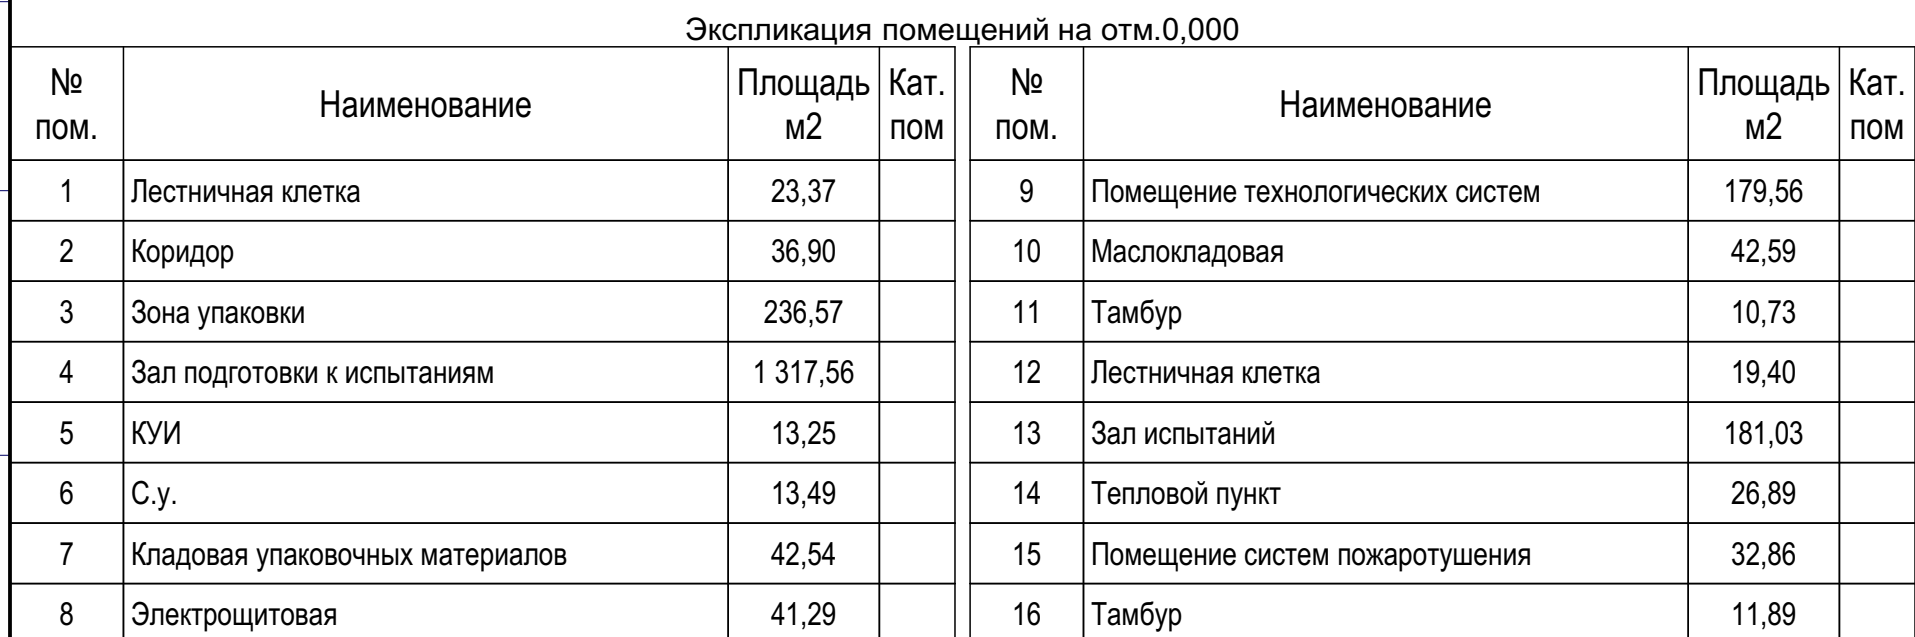 Экспликация помещений на отм.0,000
№ пом. Наименование Площадь м2 Кат. пом
1 Лестничная клетка 23,37
2 Коридор 36,90
3 Зона упаковки 236,57
4 Зал подготовки к испытаниям 1 317,56
5 КУИ 13,25
6 С.у. 13,49
7 Кладовая упаковочных материалов 42,54
8 Электрощитовая 41,29
№ пом. Наименование Площадь м2 Кат. пом
9 Помещение технологических систем 179,56
10 Маслокладовая 42,59
11 Тамбур 10,73
12 Лестничная клетка 19,40
13 Зал испытаний 181,03
14 Тепловой пункт 26,89
15 Помещение систем пожаротушения 32,86
16 Тамбур 11,89